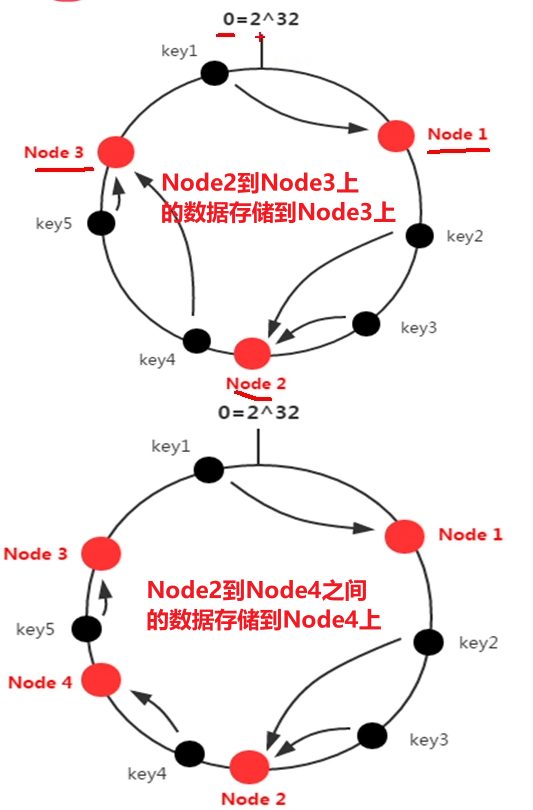 0=2^32
key1
Node 1
Node 3
Node2到Node3上
的数据存储到Node3上
key5
key2
key3
key4
Node 2
0=2^32
key1
Node 1
Node 3
Node2到Node4之间
的数据存储到Node4上
key5
key2
Node 4
key3
key4
Node 2